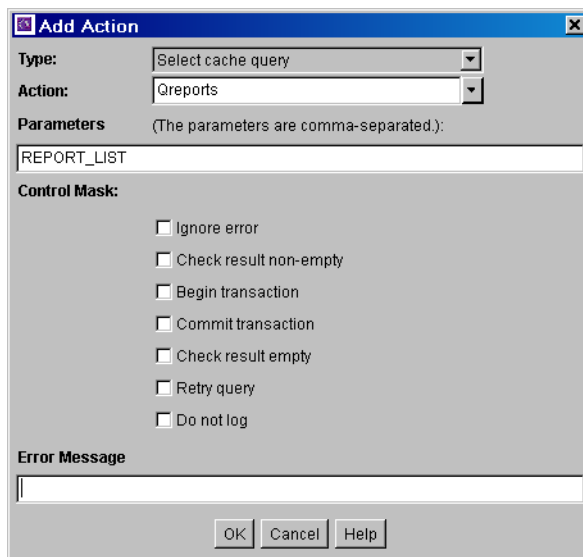 Add Action
Type: Select cache query
Action: Qreports
Parameters (The parameters are comma-separated.):
REPORT_LIST
Control Mask:
Ignore error
Check result non-empty
Begin transaction
Commit transaction
Check result empty
Retry query
Do not log
Error Message
OK Cancel Help